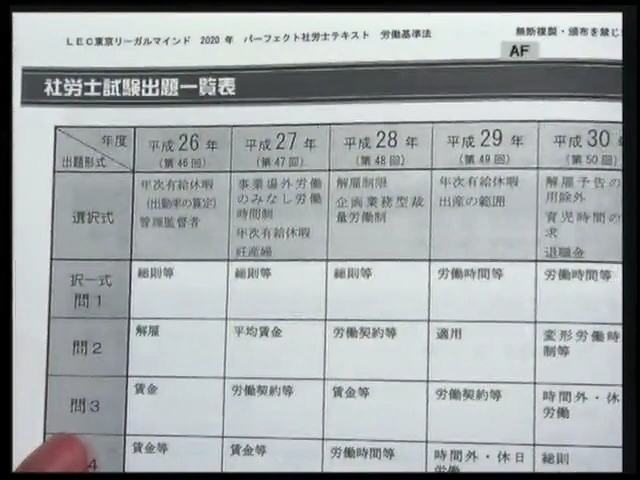 LEC東京リーガルマインド 2020年 パーフェクト社労士テキスト 労働基準法
無断複製・頒布を禁じ
AF
社労士試験出題一覧表
年度
出題形式
平成26年
(第46回)
平成27年
(第47回)
平成28年
(第48回)
平成29年
(第49回)
平成30
(第50回)
選択式
年次有給休暇
(出勤率の算定)
管理監督者
事業場外労働
のみなし労働
時間制
年次有給休暇
妊産婦
解雇制限
企画業務型裁
量労働制
年次有給休暇
出産の範囲
解雇予告の
用除外
育児時間の
求
退職金
択一式
問1
総則等
総則等
総則等
労働時間等
労働時間等
問2
解雇
平均賃金
労働契約等
適用
変形労働時
制等
問3
賃金
労働契約等
賃金等
労働契約等
時間外・休
労働
4
賃金等
賃金等
労働時間等
時間外・休日
労働
総則